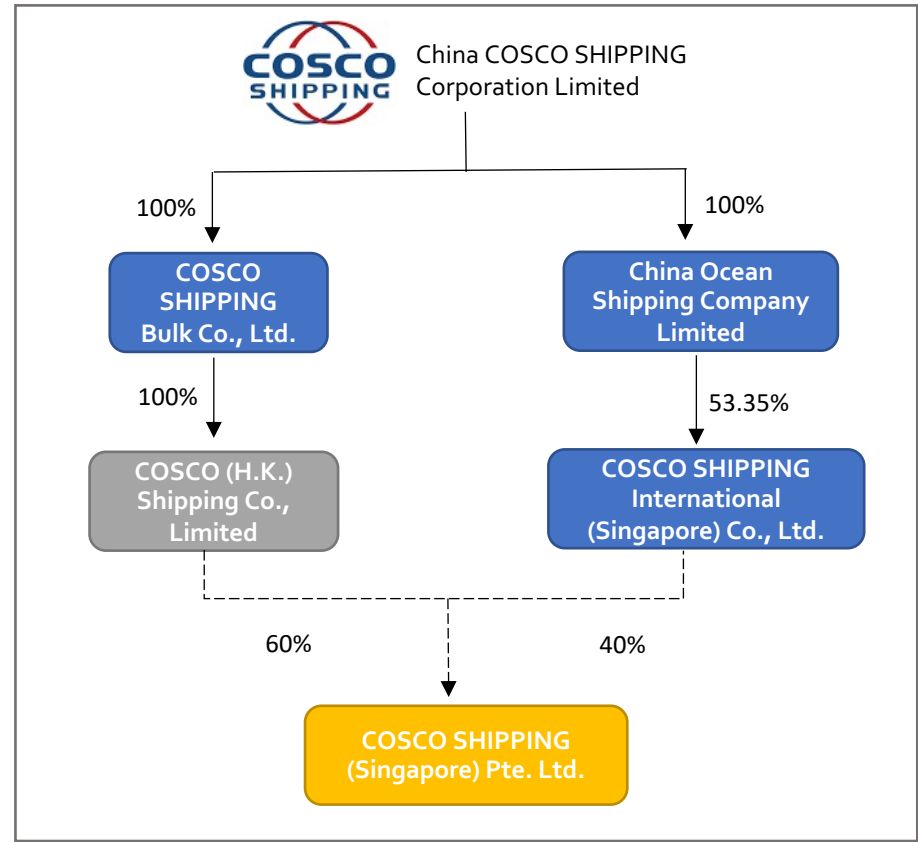 COSCO
SHIPPING
China COSCO SHIPPING
Corporation Limited
100%
100%
COSCO
SHIPPING
Bulk Co., Ltd.
China Ocean
Shipping Company
Limited
100%
53.35%
COSCO (H.K.)
Shipping Co.,
Limited
COSCO SHIPPING
International
(Singapore) Co., Ltd.
60%
40%
COSCO SHIPPING
(Singapore) Pte. Ltd.